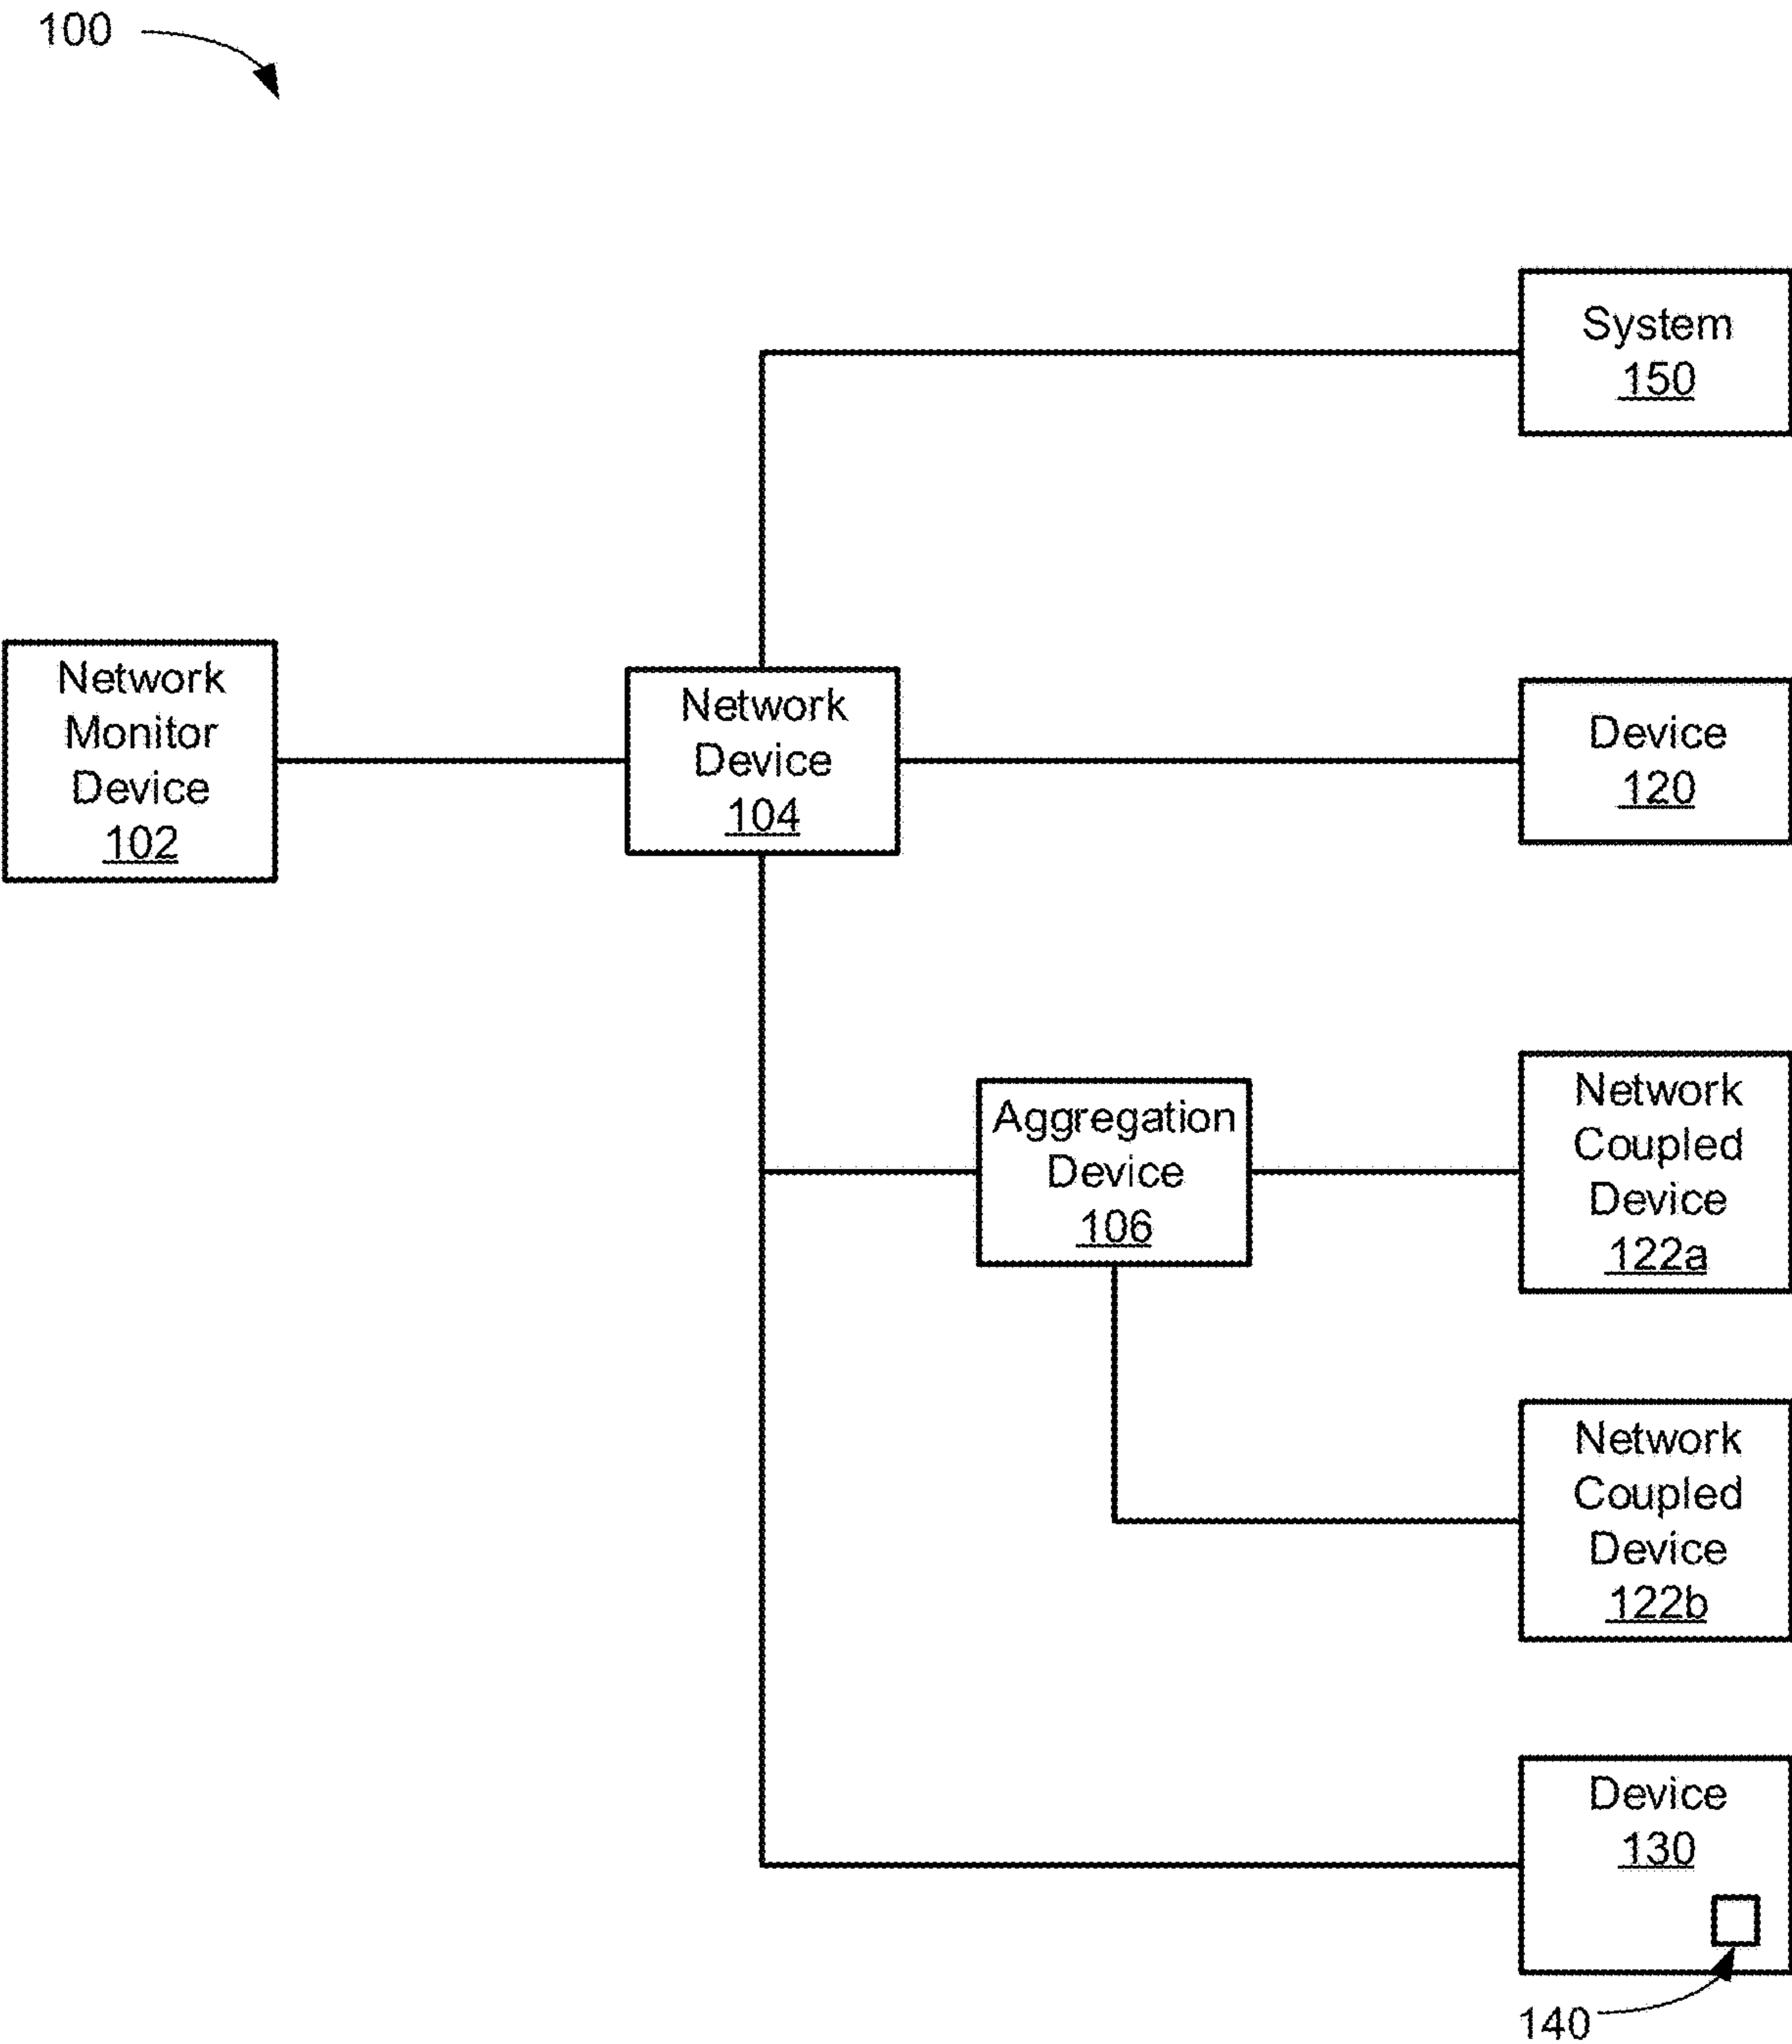 100
System
150
Network
Monitor
Device
102
Network
Device
104
Device
120
Aggregation
Device
106
Network
Coupled
Device
122a
Network
Coupled
Device
122b
Device
130
140